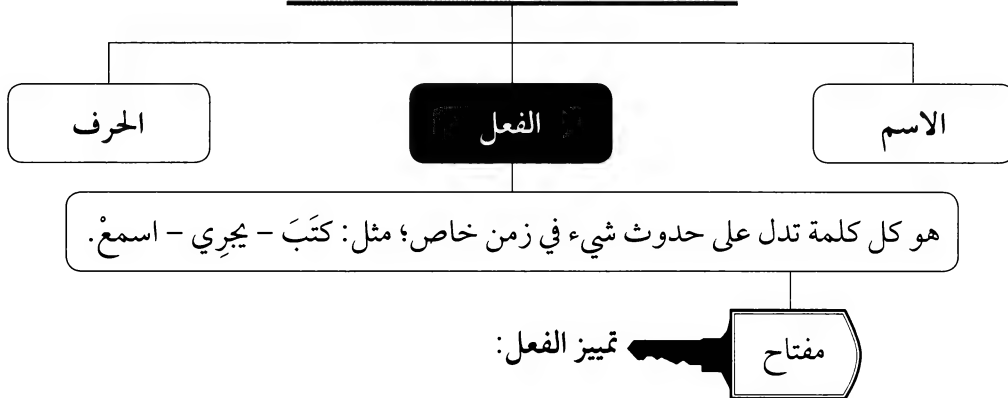 الاسم
الفعل
الحرف
هو كل كلمة تدل على حدوث شيء في زمن خاص؛ مثل: كتَبَ – يجرِي – اسمعْ.
مفتاح تمييز الفعل: